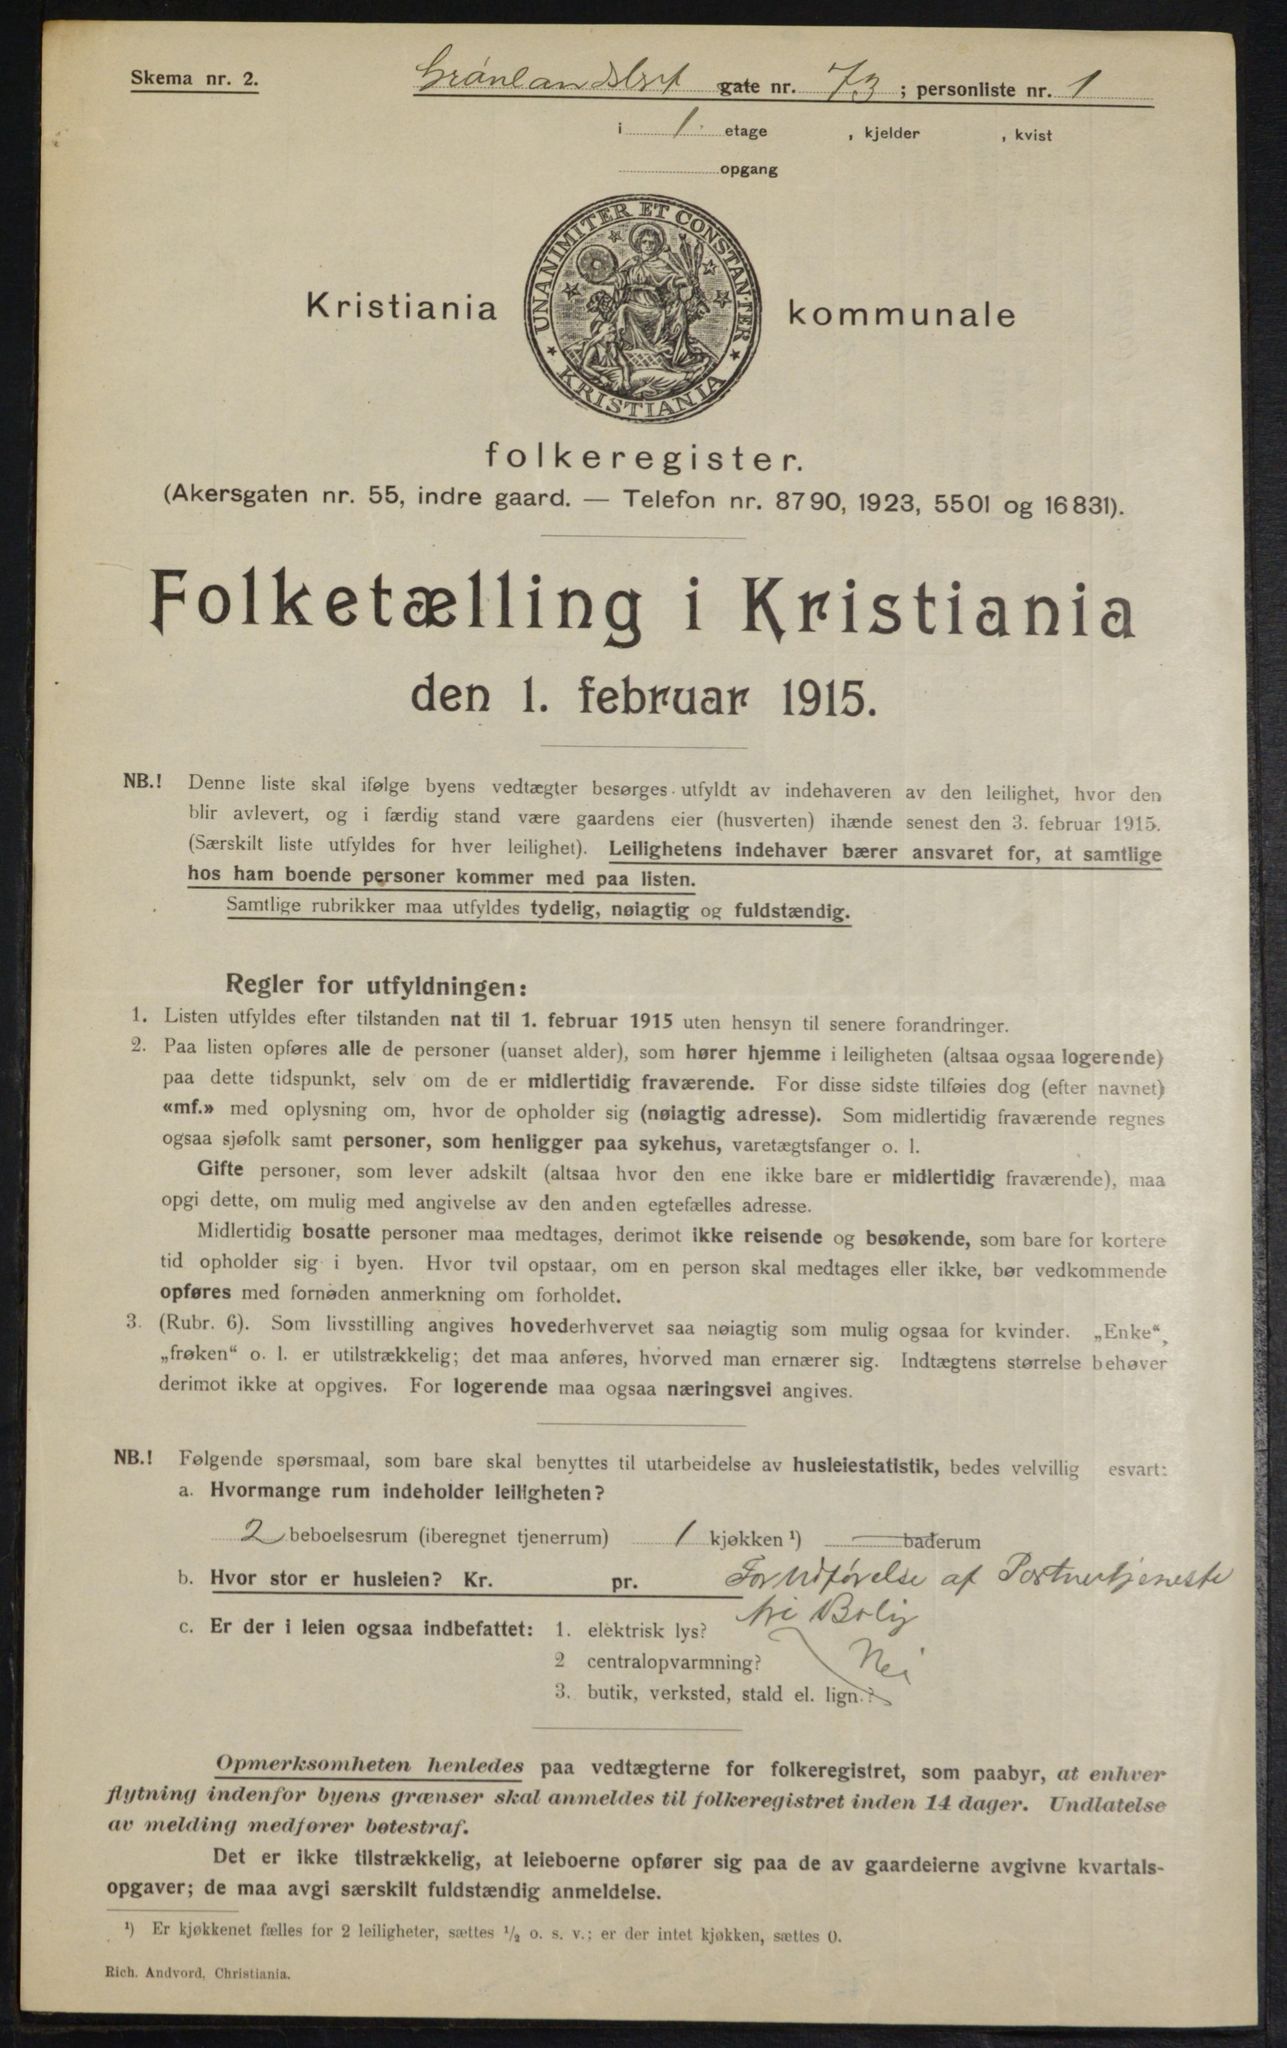 Skema nr. 2.
Grönlandsleret gate nr. 73 ; personliste nr. 1
i 1. etage , kjelder , kvist
opgang
UNANIMITER ET CONSTANTER
KRISTIANIA
Kristiania kommunale
folkeregister.
(Akersgaten nr. 55, indre gaard. — Telefon nr. 8790, 1923, 5501 og 16831).
Folketælling i Kristiania
den 1. februar 1915.
NB.! Denne liste skal ifølge byens vedtægter besørges utfyldt av indehaveren av den leilighet, hvor den
blir avlevert, og i færdig stand være gaardens eier (husverten) ihænde senest den 3. februar 1915.
(Særskilt liste utfyldes for hver leilighet). Leilighetens indehaver bærer ansvaret for, at samtlige
hos ham boende personer kommer med paa listen.
Samtlige rubrikker maa utfyldes tydelig, nøiagtig og fuldstændig.
Regler for utfyldningen:
1. Listen utfyldes efter tilstanden nat til 1. februar 1915 uten hensyn til senere forandringer.
2. Paa listen opføres alle de personer (uanset alder), som hører hjemme i leiligheten (altsaa ogsaa logerende)
paa dette tidspunkt, selv om de er midlertidig fraværende. For disse sidste tilføies dog (efter navnet)
«mf.» med oplysning om, hvor de opholder sig (nøiagtig adresse). Som midlertidig fraværende regnes
ogsaa sjøfolk samt personer, som henligger paa sykehus, varetægtsfanger o. l.
Gifte personer, som lever adskilt (altsaa hvor den ene ikke bare er midlertidig fraværende), maa
opgi dette, om mulig med angivelse av den anden egtefælles adresse.
Midlertidig bosatte personer maa medtages, derimot ikke reisende og besøkende, som bare for kortere
tid opholder sig i byen. Hvor tvil opstaar, om en person skal medtages eller ikke, bør vedkommende
opføres med fornøden anmerkning om forholdet.
3. (Rubr. 6). Som livsstilling angives hovederhvervet saa nøiagtig som mulig ogsaa for kvinder. „Enke“,
„frøken“ o. l. er utilstrækkelig; det maa anføres, hvorved man ernærer sig. Indtægtens størrelse behøver
derimot ikke at opgives. For logerende maa ogsaa næringsvei angives.
NB.! Følgende spørsmaal, som bare skal benyttes til utarbeidelse av husleiestatistik, bedes velvillig esvart:
a. Hvormange rum indeholder leiligheten?
2 beboelsesrum (iberegnet tjenerrum) 1 kjøkken ¹) baderum
b. Hvor stor er husleien? Kr. pr. For Udförelse af Portnertjeneste
fri Bolig
c. Er der i leien ogsaa indbefattet: 1. elektrisk lys?
2 centralopvarmning? Nei
3. butik, verksted, stald el. lign.?
Opmerksomheten henledes paa vedtægterne for folkeregistret, som paabyr, at enhver
flytning indenfor byens grænser skal anmeldes til folkeregistret inden 14 dager. Undlatelse
av melding medfører bøtestraf.
Det er ikke tilstrækkelig, at leieboerne opfører sig paa de av gaardeierne avgivne kvartals-
opgaver; de maa avgi særskilt fuldstændig anmeldelse.
¹) Er kjøkkenet fælles for 2 leiligheter, sættes ½ o. s. v.; er der intet kjøkken, sættes 0.
Rich. Andvord, Christiania.